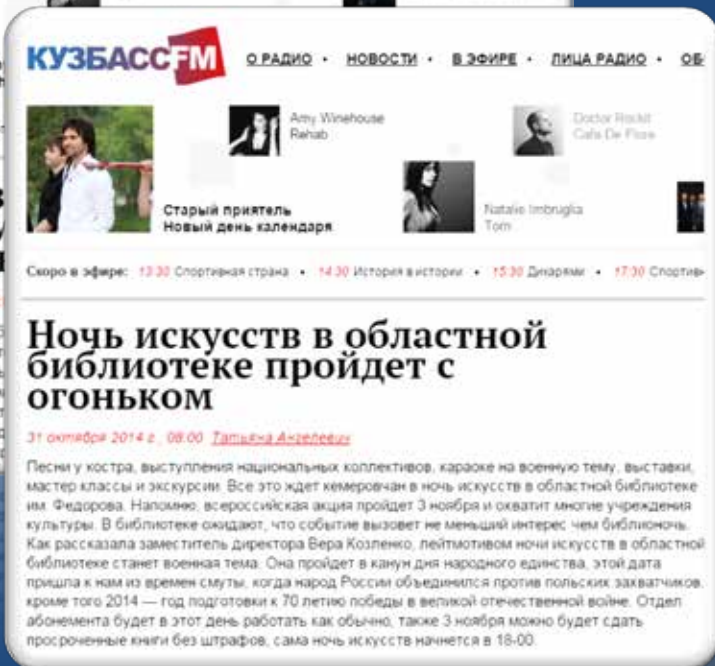 КУЗБАССFM
О РАДИО • НОВОСТИ • В ЭФИРЕ • ЛИЦА РАДИО •
Amy Winehouse
Rehab
Doctor Rockit
Cafe De Flore
Старый приятель
Новый день календаря
Natalie Imbruglia
Torn
Скоро в эфире: 13:30 Спортивная страна • 14:30 История в истории • 15:30 Дикарями • 17:30
Ночь искусств в областной
библиотеке пройдет с
огоньком
31 октября 2014 г., 08:00 Татьяна Ангелевич
Песни у костра, выступления национальных коллективов, караоке на военную тему, выставки,
мастер классы и экскурсии. Все это ждет кемеровчан в ночь искусств в областной библиотеке
им. Федорова. Напомню, всероссийская акция пройдет 3 ноября и охватит многие учреждения
культуры. В библиотеке ожидают, что событие вызовет не меньший интерес чем библионочь.
Как рассказала заместитель директора Вера Козленко, лейтмотивом ночи искусств в областной
библиотеке станет военная тема. Она пройдет в канун дня народного единства, этой дата
пришла к нам из времен смуты, когда народ России объединился против польских захватчиков.
кроме того 2014 — год подготовки к 70 летию победы в великой отечественной войне. Отдел
абонемента будет в этот день работать как обычно, также 3 ноября можно будет сдать
просроченные книги без штрафов, сама ночь искусств начнется в 18-00.